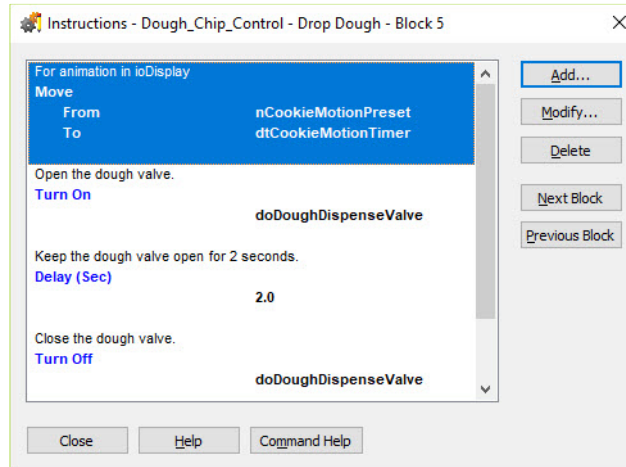 Instructions - Dough_Chip_Control - Drop Dough - Block 5
For animation in ioDisplay
Move
From nCookieMotionPreset
To dtCookieMotionTimer
Open the dough valve.
Turn On
doDoughDispenseValve
Keep the dough valve open for 2 seconds.
Delay (Sec)
2.0
Close the dough valve.
Turn Off
doDoughDispenseValve
Add...
Modify...
Delete
Next Block
Previous Block
Close Help Command Help